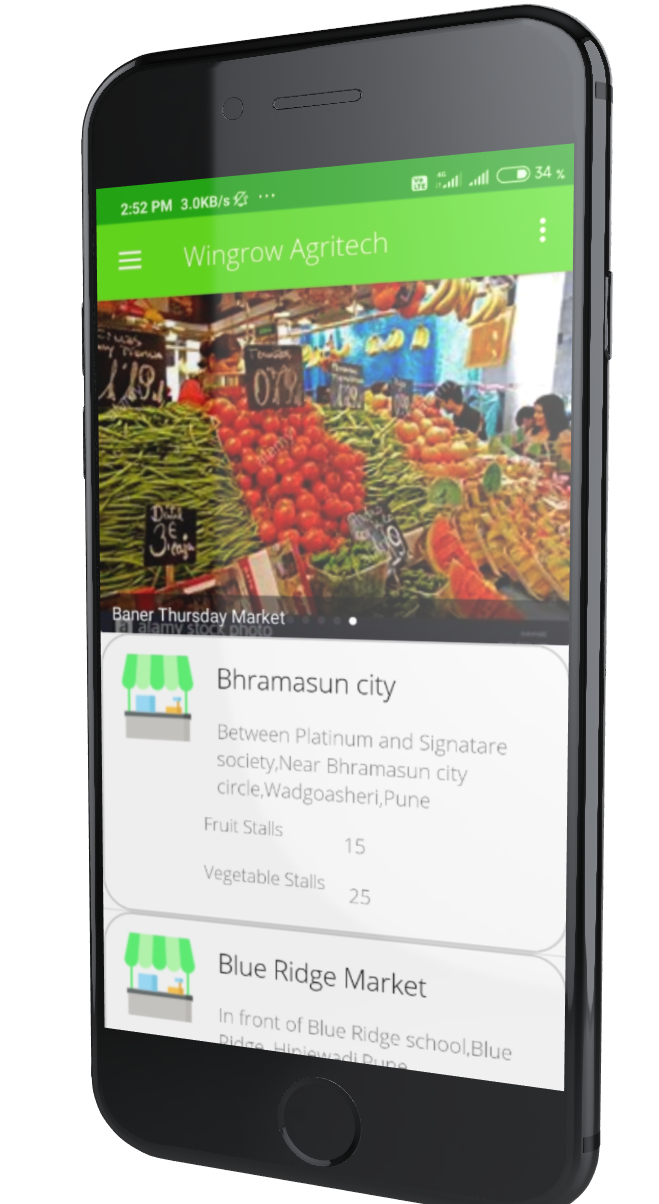 2:52 PM 3.0KB/s ...
4G 34 %
Wingrow Agritech
3€
Baner Thursday Market
alamy stock photo
Bhramasun city
Between Platinum and Signatare
society,Near Bhramasun city
circle,Wadgoasheri,Pune
Fruit Stalls
15
Vegetable Stalls
25
Blue Ridge Market
In front of Blue Ridge school,Blue
Ridge, Hinjewadi,Pune